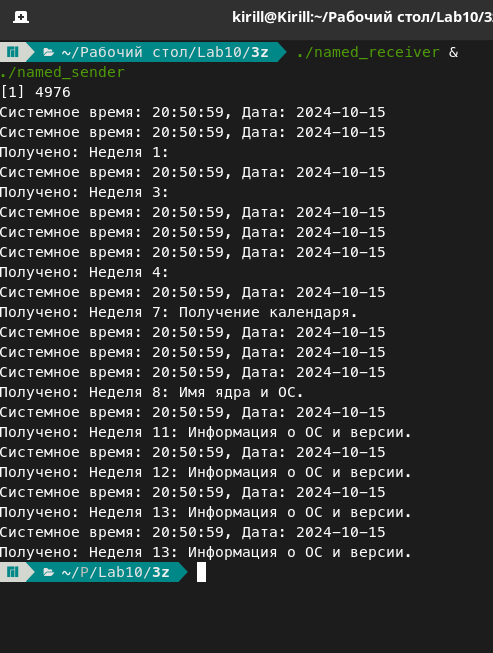 kirill@Kirill:~/Рабочий стол/Lab10/3z
~/Рабочий стол/Lab10/3z ./named_receiver &
./named_sender
[1] 4976
Системное время: 20:50:59, Дата: 2024-10-15
Системное время: 20:50:59, Дата: 2024-10-15
Получено: Неделя 1:
Системное время: 20:50:59, Дата: 2024-10-15
Получено: Неделя 3:
Системное время: 20:50:59, Дата: 2024-10-15
Системное время: 20:50:59, Дата: 2024-10-15
Системное время: 20:50:59, Дата: 2024-10-15
Получено: Неделя 4:
Системное время: 20:50:59, Дата: 2024-10-15
Получено: Неделя 7: Получение календаря.
Системное время: 20:50:59, Дата: 2024-10-15
Системное время: 20:50:59, Дата: 2024-10-15
Системное время: 20:50:59, Дата: 2024-10-15
Получено: Неделя 8: Имя ядра и ОС.
Системное время: 20:50:59, Дата: 2024-10-15
Получено: Неделя 11: Информация о ОС и версии.
Системное время: 20:50:59, Дата: 2024-10-15
Получено: Неделя 12: Информация о ОС и версии.
Системное время: 20:50:59, Дата: 2024-10-15
Получено: Неделя 13: Информация о ОС и версии.
Системное время: 20:50:59, Дата: 2024-10-15
Получено: Неделя 13: Информация о ОС и версии.
~/Р/Lab10/3z